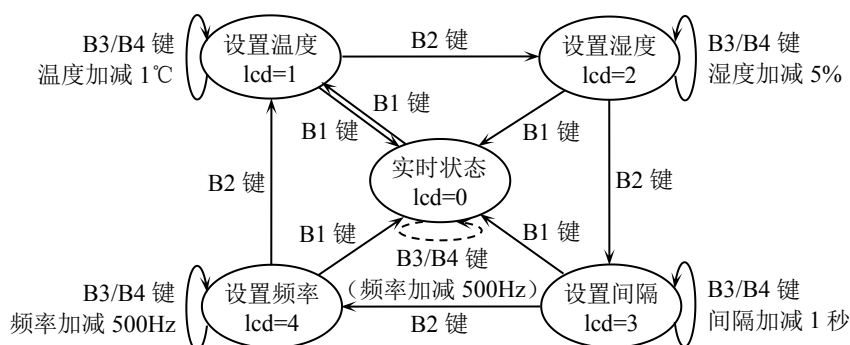 B3/B4 键
温度加减 1℃
设置温度
lcd=1
B2 键
设置湿度
lcd=2
B3/B4 键
湿度加减 5%
B1 键
B1 键
B1 键
B2 键
实时状态
lcd=0
B2 键
B1 键
B1 键
B3/B4 键
（频率加减 500Hz）
B3/B4 键
频率加减 500Hz
设置频率
lcd=4
B2 键
设置间隔
lcd=3
B3/B4 键
间隔加减 1 秒